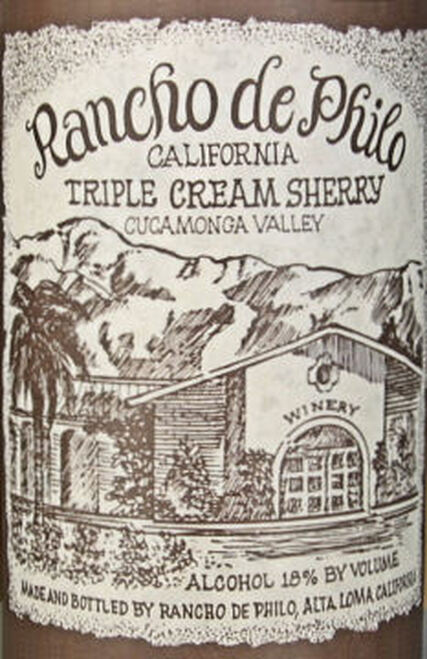 Rancho de Philo
CALIFORNIA
TRIPLE CREAM SHERRY
CUCAMONGA VALLEY
WINERY
ALCOHOL 18% BY VOLUME
MADE AND BOTTLED BY RANCHO DE PHILO, ALTA LOMA, CALIFORNIA